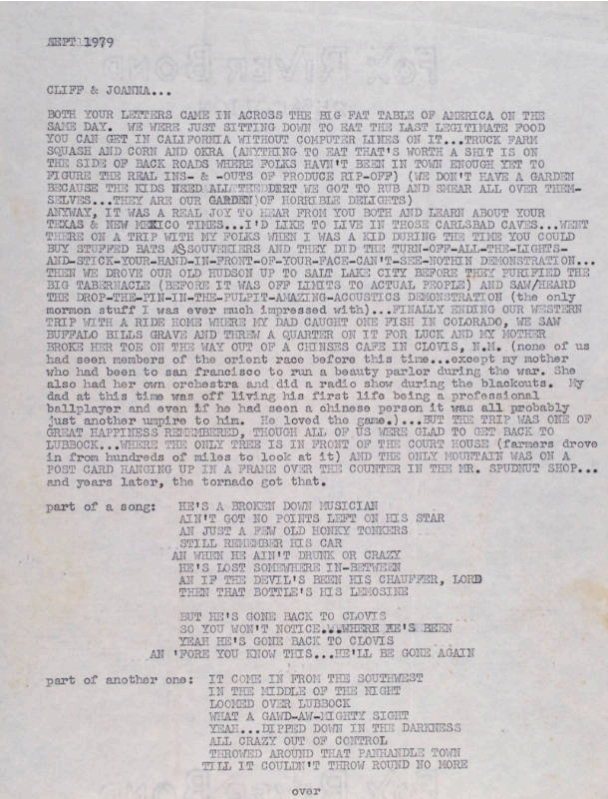 SEPT 1979
CLIFF & JOANNA...
BOTH YOUR LETTERS CAME IN ACROSS THE BIG FAT TABLE OF AMERICA ON THE
SAME DAY. WE WERE JUST SITTING DOWN TO EAT THE LAST LEGITIMATE FOOD
YOU CAN GET IN CALIFORNIA WITHOUT COMPUTER LINES ON IT...TRUCK FARM
SQUASH AND CORN AND OKRA (ANYTHING TO EAT THAT'S WORTH A SHIT IS ON
THE SIDE OF BACK ROADS WHERE FOLKS HAVN'T BEEN IN TOWN ENOUGH YET TO
FIGURE THE REAL INS- & -OUTS OF PRODUCE RIP-OFF) (WE DON'T HAVE A GARDEN
BECAUSE THE KIDS NEED ALL THE DERT WE GOT TO RUB AND SMEAR ALL OVER THEM-
SELVES...THEY ARE OUR GARDEN OF HORRIBLE DELIGHTS)
ANYWAY, IT WAS A REAL JOY TO HEAR FROM YOU BOTH AND LEARN ABOUT YOUR
TEXAS & NEW MEXICO TIMES...I'D LIKE TO LIVE IN THOSE CARLSBAD CAVES...WENT
THERE ON A TRIP WITH MY FOLKS WHEN I WAS A KID DURING THE TIME YOU COULD
BUY STUFFED BATS AS SOUVENIERS AND THEY DID THE TURN-OFF-ALL-THE-LIGHTS-
AND-STICK-YOUR-HAND-IN-FRONT-OF-YOUR-FACE-CAN'T-SEE-NOTHIN DEMONSTRATION...
THEN WE DROVE OUR OLD HUDSON UP TO SALT LAKE CITY BEFORE THEY PURIFIED THE
BIG TABERNACLE (BEFORE IT WAS OFF LIMITS TO ACTUAL PEOPLE) AND SAW/HEARD
THE DROP-THE-PIN-IN-THE-PULPIT-AMAZING-ACOUSTICS DEMONSTRATION (the only
mormon stuff I was ever much impressed with)...FINALLY ENDING OUR WESTERN
TRIP WITH A RIDE HOME WHERE MY DAD CAUGHT ONE FISH IN COLORADO, WE SAW
BUFFALO BILLS GRAVE AND THREW A QUARTER ON IT FOR LUCK AND MY MOTHER
BROKE HER TOE ON THE WAY OUT OF A CHINESE CAFE IN CLOVIS, N.M. (none of us
had seen members of the orient race before this time...except my mother
who had been to san francisco to run a beauty parlor during the war. She
also had her own orchestra and did a radio show during the blackouts. My
dad at this time was off living his first life being a professional
ballplayer and even if he had seen a chinese person it was all probably
just another umpire to him. He loved the game.)...BUT THE TRIP WAS ONE OF
GREAT HAPPINESS REMEMBERED, THOUGH ALL OF US WERE GLAD TO GET BACK TO
LUBBOCK...WHERE THE ONLY TREE IS IN FRONT OF THE COURT HOUSE (farmers drove
in from hundreds of miles to look at it) AND THE ONLY MOUNTAIN WAS ON A
POST CARD HANGING UP IN A FRAME OVER THE COUNTER IN THE MR. SPUDNUT SHOP...
and years later, the tornado got that.
part of a song: HE'S A BROKEN DOWN MUSICIAN
AIN'T GOT NO POINTS LEFT ON HIS STAR
AN JUST A FEW OLD HONKY TONKERS
STILL REMEMBER HIS CAR
AN WHEN HE AIN'T DRUNK OR CRAZY
HE'S LOST SOMEWHERE IN-BETWEEN
AN IF THE DEVIL'S BEEN HIS CHAUFFER, LORD
THEN THAT BOTTLE'S HIS LEMOSINE
BUT HE'S GONE BACK TO CLOVIS
SO YOU WON'T NOTICE...WHERE HE'S BEEN
YEAH HE'S GONE BACK TO CLOVIS
AN 'FORE YOU KNOW THIS...HE'LL BE GONE AGAIN
part of another one: IT COME IN FROM THE SOUTHWEST
IN THE MIDDLE OF THE NIGHT
LOOMED OVER LUBBOCK
WHAT A GAWD-AW-MIGHTY SIGHT
YEAH...DIPPED DOWN IN THE DARKNESS
ALL CRAZY OUT OF CONTROL
THROWED AROUND THAT PANHANDLE TOWN
TILL IT COULDN'T THROW ROUND NO MORE
over